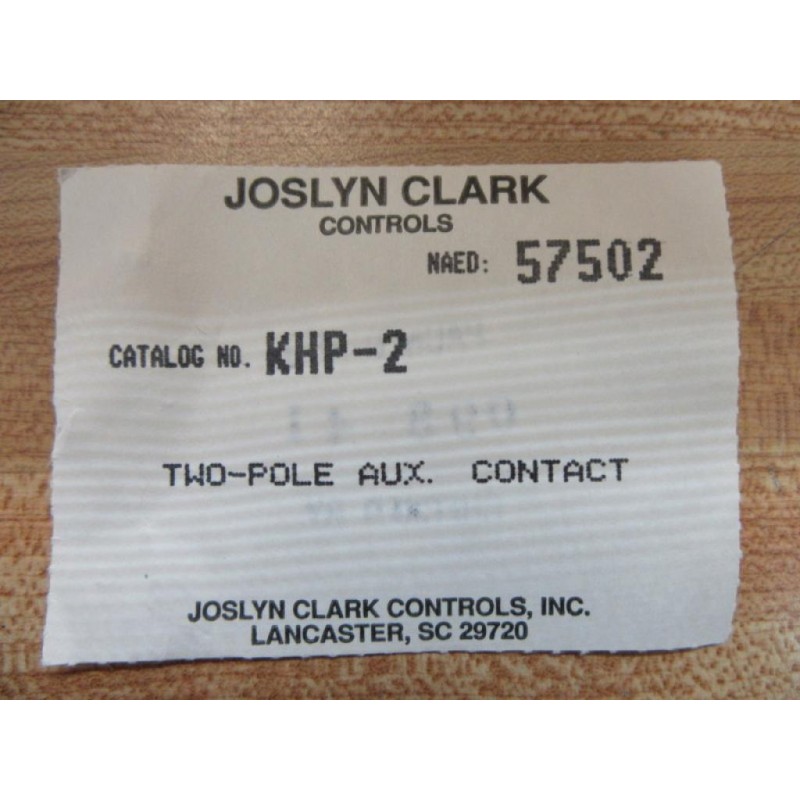 JOSLYN CLARK
CONTROLS
NAED: 57502
CATALOG NO. KHP-2
TWO-POLE AUX. CONTACT
JOSLYN CLARK CONTROLS, INC.
LANCASTER, SC 29720